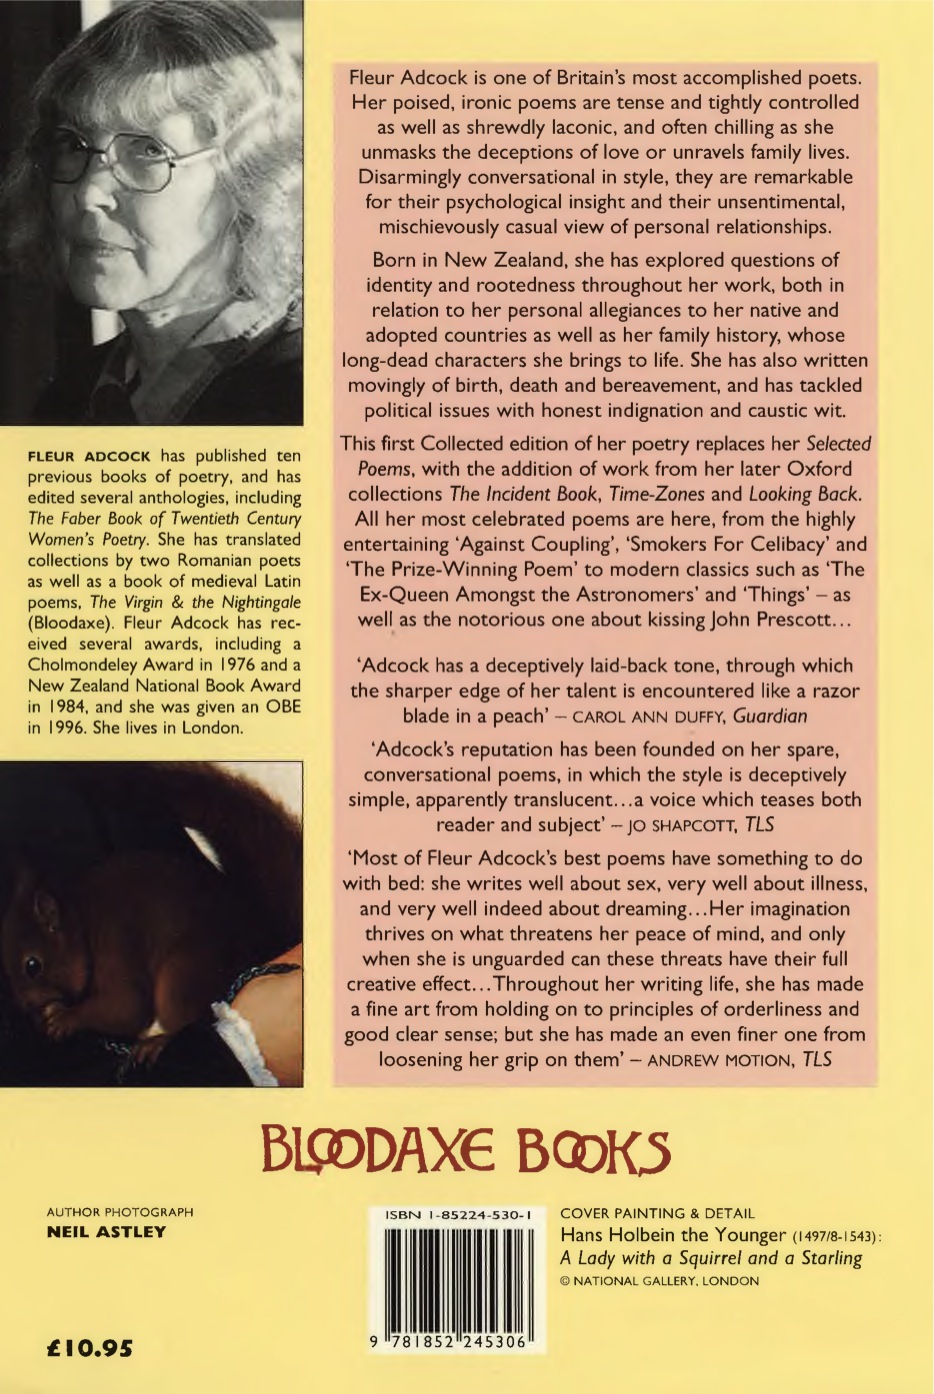 FLEUR ADCOCK has published ten
previous books of poetry, and has
edited several anthologies, including
The Faber Book of Twentieth Century
Women's Poetry. She has translated
collections by two Romanian poets
as well as a book of medieval Latin
poems, The Virgin & the Nightingale
(Bloodaxe). Fleur Adcock has rec-
eived several awards, including a
Cholmondeley Award in 1976 and a
New Zealand National Book Award
in 1984, and she was given an OBE
in 1996. She lives in London.
Fleur Adcock is one of Britain's most accomplished poets.
Her poised, ironic poems are tense and tightly controlled
as well as shrewdly laconic, and often chilling as she
unmasks the deceptions of love or unravels family lives.
Disarmingly conversational in style, they are remarkable
for their psychological insight and their unsentimental,
mischievously casual view of personal relationships.
Born in New Zealand, she has explored questions of
identity and rootedness throughout her work, both in
relation to her personal allegiances to her native and
adopted countries as well as her family history, whose
long-dead characters she brings to life. She has also written
movingly of birth, death and bereavement, and has tackled
political issues with honest indignation and caustic wit.
This first Collected edition of her poetry replaces her Selected
Poems, with the addition of work from her later Oxford
collections The Incident Book, Time-Zones and Looking Back.
All her most celebrated poems are here, from the highly
entertaining 'Against Coupling', 'Smokers For Celibacy' and
'The Prize-Winning Poem' to modern classics such as 'The
Ex-Queen Amongst the Astronomers' and 'Things' – as
well as the notorious one about kissing John Prescott...
'Adcock has a deceptively laid-back tone, through which
the sharper edge of her talent is encountered like a razor
blade in a peach' – CAROL ANN DUFFY, Guardian
'Adcock's reputation has been founded on her spare,
conversational poems, in which the style is deceptively
simple, apparently translucent...a voice which teases both
reader and subject' – JO SHAPCOTT, TLS
'Most of Fleur Adcock's best poems have something to do
with bed: she writes well about sex, very well about illness,
and very well indeed about dreaming...Her imagination
thrives on what threatens her peace of mind, and only
when she is unguarded can these threats have their full
creative effect...Throughout her writing life, she has made
a fine art from holding on to principles of orderliness and
good clear sense; but she has made an even finer one from
loosening her grip on them' – ANDREW MOTION, TLS
BLOODAXE BOOKS
AUTHOR PHOTOGRAPH
NEIL ASTLEY
£10.95
ISBN 1-85224-530-1
9 781852 245306
COVER PAINTING & DETAIL
Hans Holbein the Younger (1497/8-1543):
A Lady with a Squirrel and a Starling
© NATIONAL GALLERY, LONDON